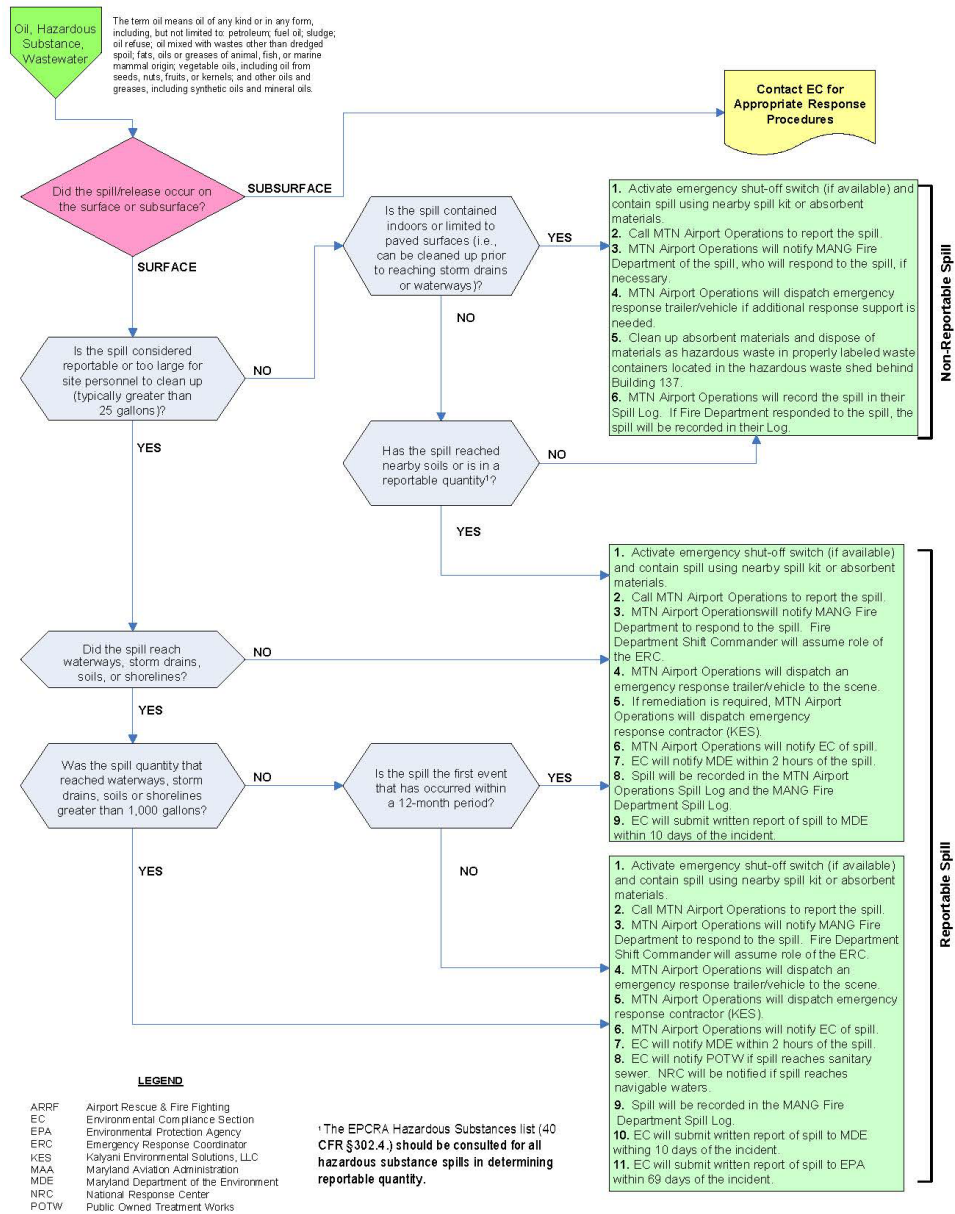 Oil, Hazardous
Substance,
Wastewater
The term oil means oil of any kind or in any form,
including, but not limited to: petroleum; fuel oil; sludge;
oil refuse; oil mixed with wastes other than dredged
spoil; fats, oils or greases of animal, fish, or marine
mammal origin; vegetable oils, including oil from
seeds, nuts, fruits, or kernels; and other oils and
greases, including synthetic oils and mineral oils.
Contact EC for
Appropriate Response
Procedures
Did the spill/release occur on
the surface or subsurface?
SUBSURFACE
SURFACE
Is the spill contained
indoors or limited to
paved surfaces (i.e.,
can be cleaned up prior
to reaching storm drains
or waterways)?
YES
NO
1. Activate emergency shut-off switch (if available) and
contain spill using nearby spill kit or absorbent
materials.
2. Call MTN Airport Operations to report the spill.
3. MTN Airport Operations will notify MANG Fire
Department of the spill, who will respond to the spill, if
necessary.
4. MTN Airport Operations will dispatch emergency
response trailer/vehicle if additional response support is
needed.
5. Clean up absorbent materials and dispose of
materials as hazardous waste in properly labeled waste
containers located in the hazardous waste shed behind
Building 137.
6. MTN Airport Operations will record the spill in their
Spill Log. If Fire Department responded to the spill, the
spill will be recorded in their Log.
Non-Reportable Spill
Is the spill considered
reportable or too large for
site personnel to clean up
(typically greater than
25 gallons)?
NO
YES
Has the spill reached
nearby soils or is in a
reportable quantity¹?
NO
YES
1. Activate emergency shut-off switch (if available)
and contain spill using nearby spill kit or absorbent
materials.
2. Call MTN Airport Operations to report the spill.
3. MTN Airport Operationswill notify MANG Fire
Department to respond to the spill. Fire
Department Shift Commander will assume role of
the ERC.
4. MTN Airport Operations will dispatch an
emergency response trailer/vehicle to the scene.
5. If remediation is required, MTN Airport
Operations will dispatch emergency
response contractor (KES).
6. MTN Airport Operations will notify EC of spill.
7. EC will notify MDE within 2 hours of the spill.
8. Spill will be recorded in the MTN Airport
Operations Spill Log and the MANG Fire
Department Spill Log.
9. EC will submit written report of spill to MDE
within 10 days of the incident.
Did the spill reach
waterways, storm drains,
soils, or shorelines?
NO
YES
Was the spill quantity that
reached waterways, storm
drains, soils or shorelines
greater than 1,000 gallons?
NO
YES
Is the spill the first event
that has occurred within
a 12-month period?
YES
NO
1. Activate emergency shut-off switch (if available)
and contain spill using nearby spill kit or absorbent
materials.
2. Call MTN Airport Operations to report the spill.
3. MTN Airport Operations will notify MANG Fire
Department to respond to the spill. Fire Department
Shift Commander will assume role of the ERC.
4. MTN Airport Operations will dispatch an
emergency response trailer/vehicle to the scene.
5. MTN Airport Operations will dispatch emergency
response contractor (KES).
6. MTN Airport Operations will notify EC of spill.
7. EC will notify MDE within 2 hours of the spill.
8. EC will notify POTW if spill reaches sanitary
sewer. NRC will be notified if spill reaches
navigable waters.
9. Spill will be recorded in the MANG Fire
Department Spill Log.
10. EC will submit written report of spill to MDE
withing 10 days of the incident.
11. EC will submit written report of spill to EPA
within 69 days of the incident.
Reportable Spill
LEGEND
ARRF Airport Rescue & Fire Fighting
EC Environmental Compliance Section
EPA Environmental Protection Agency
ERC Emergency Response Coordinator
KES Kalyani Environmental Solutions, LLC
MAA Maryland Aviation Administration
MDE Maryland Department of the Environment
NRC National Response Center
POTW Public Owned Treatment Works
¹ The EPCRA Hazardous Substances list (40
CFR §302.4.) should be consulted for all
hazardous substance spills in determining
reportable quantity.